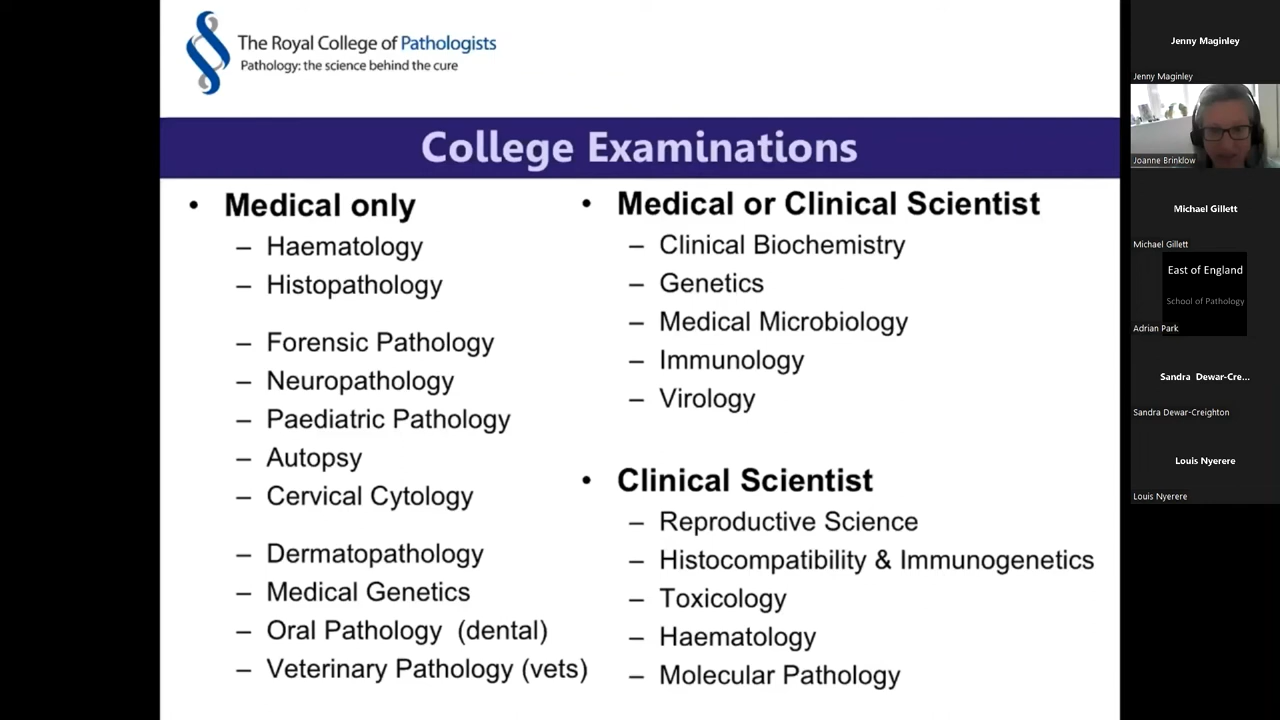 The Royal College of Pathologists
Pathology: the science behind the cure
College Examinations
• Medical only
– Haematology
– Histopathology
– Forensic Pathology
– Neuropathology
– Paediatric Pathology
– Autopsy
– Cervical Cytology
– Dermatopathology
– Medical Genetics
– Oral Pathology (dental)
– Veterinary Pathology (vets)
• Medical or Clinical Scientist
– Clinical Biochemistry
– Genetics
– Medical Microbiology
– Immunology
– Virology
• Clinical Scientist
– Reproductive Science
– Histocompatibility & Immunogenetics
– Toxicology
– Haematology
– Molecular Pathology
Jenny Maginley
Jenny Maginley
Joanne Brinklow
Michael Gillett
Michael Gillett
East of England
School of Pathology
Adrian Park
Sandra Dewar-Cre...
Sandra Dewar-Creighton
Louis Nyerere
Louis Nyerere